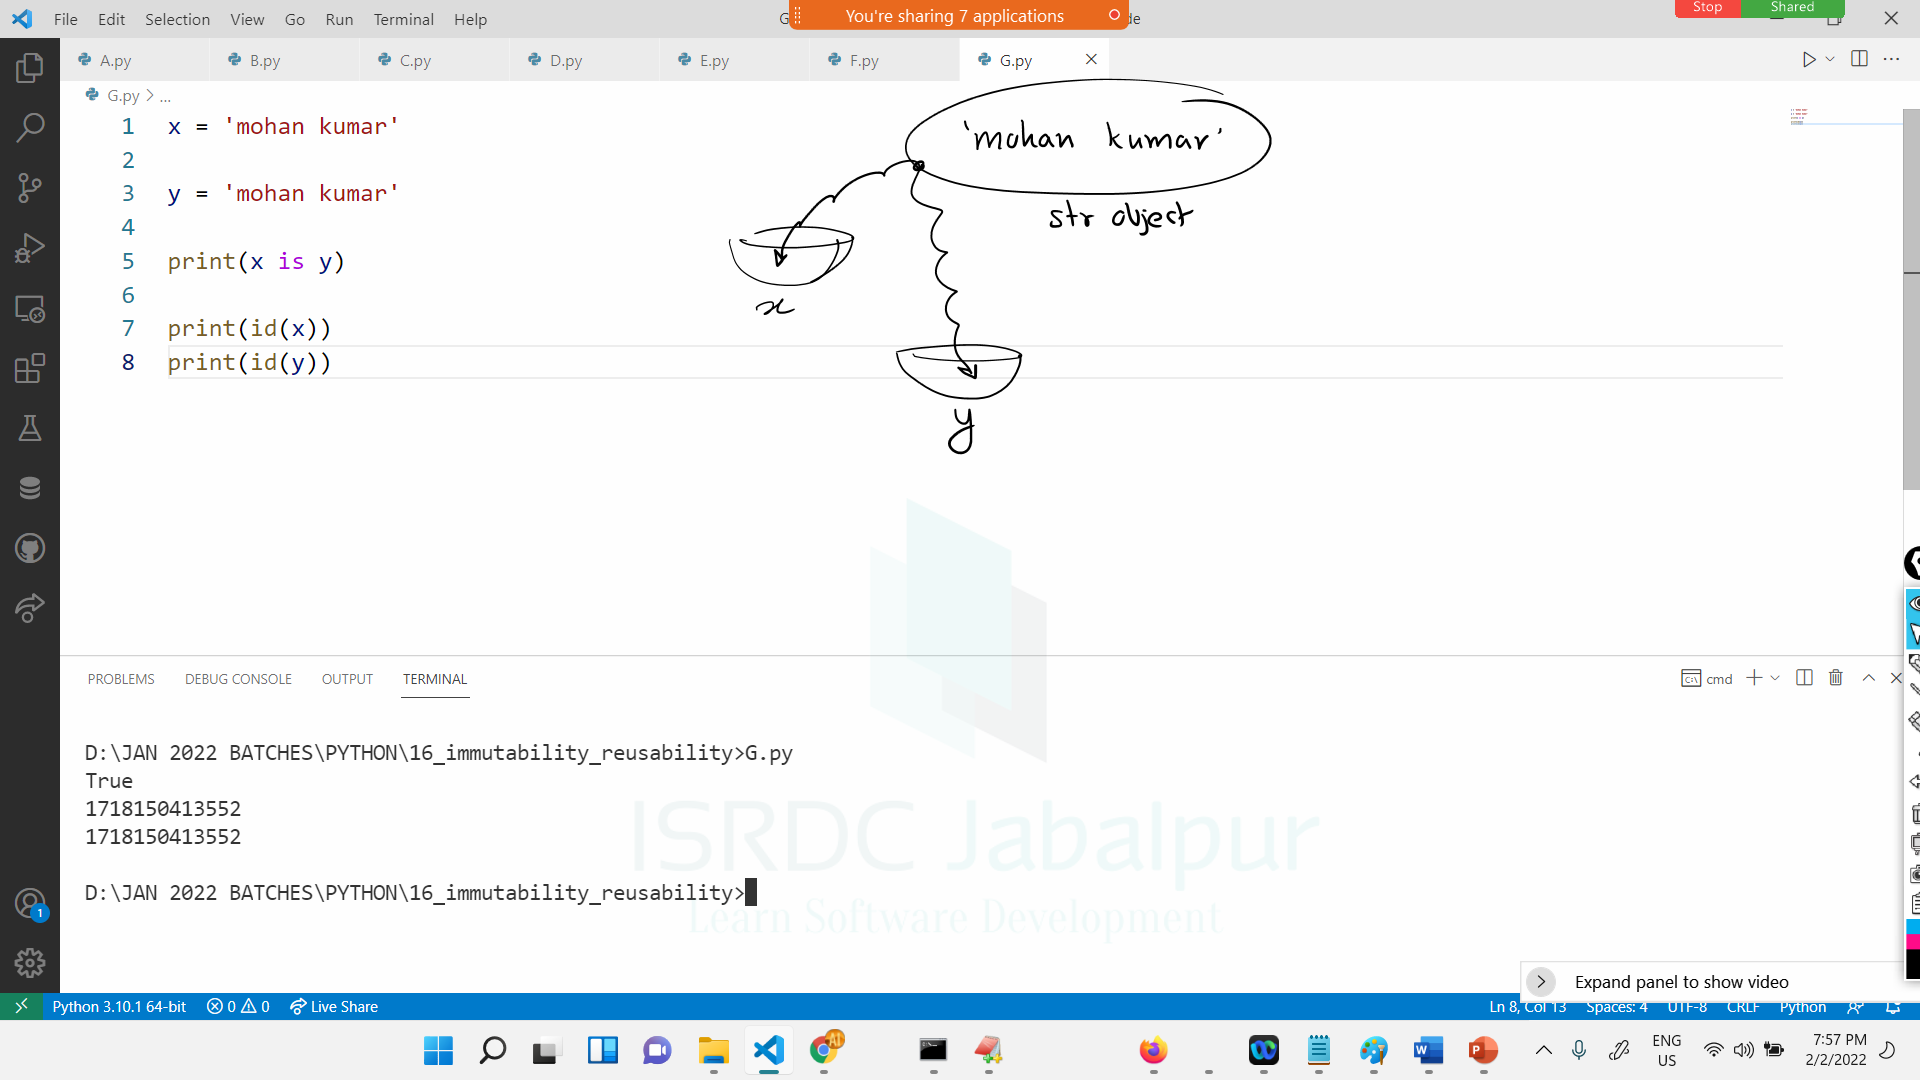 File Edit Selection View Go Run Terminal Help
You're sharing 7 applications
Stop Shared
A.py B.py C.py D.py E.py F.py G.py
G.py > ...
1 x = 'mohan kumar'
2
3 y = 'mohan kumar'
4
5 print(x is y)
6
7 print(id(x))
8 print(id(y))
'mohan kumar'
str object
x
y
PROBLEMS DEBUG CONSOLE OUTPUT TERMINAL
cmd
D:\JAN 2022 BATCHES\PYTHON\16_immutability_reusability>G.py
True
1718150413552
1718150413552
D:\JAN 2022 BATCHES\PYTHON\16_immutability_reusability>
ISRDC Jabalpur
Learn Software Development
Expand panel to show video
Python 3.10.1 64-bit 0 0 Live Share Ln 8, Col 13 Spaces: 4 UTF-8 CRLF Python
1
AI
ENG
US
7:57 PM
2/2/2022